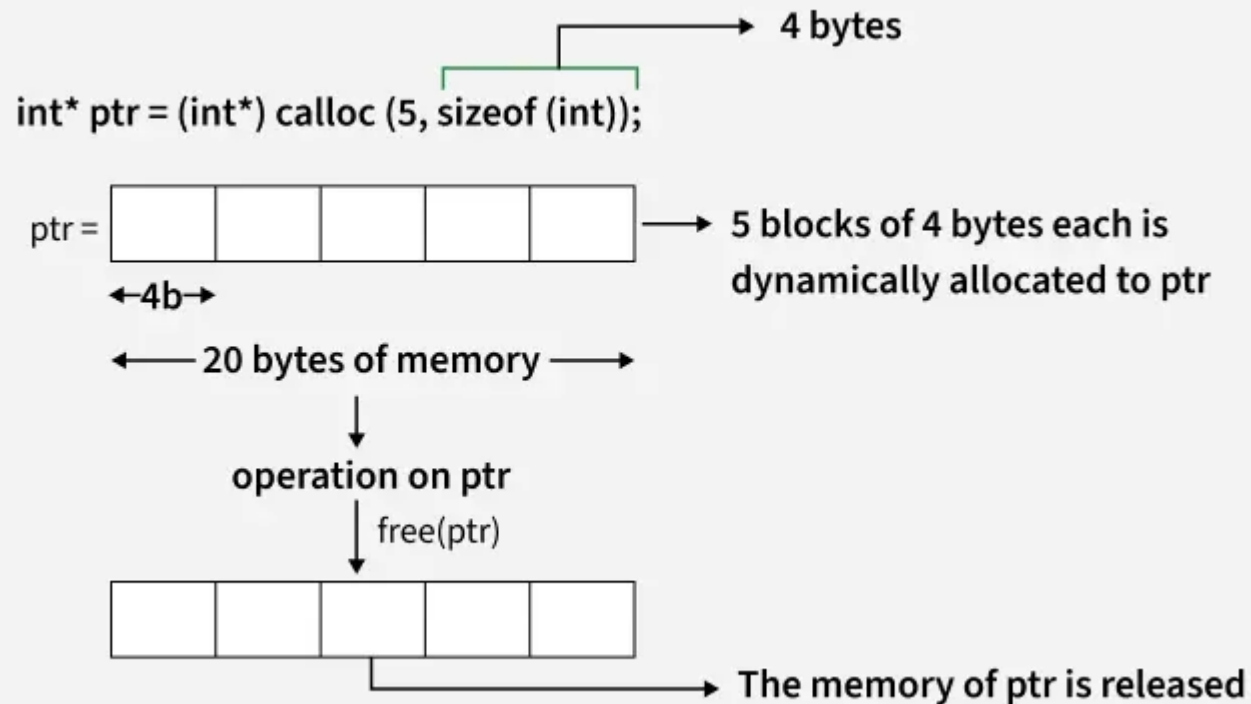 4 bytes
int* ptr = (int*) calloc (5, sizeof (int));
ptr =
5 blocks of 4 bytes each is
dynamically allocated to ptr
4b
20 bytes of memory
operation on ptr
free(ptr)
The memory of ptr is released